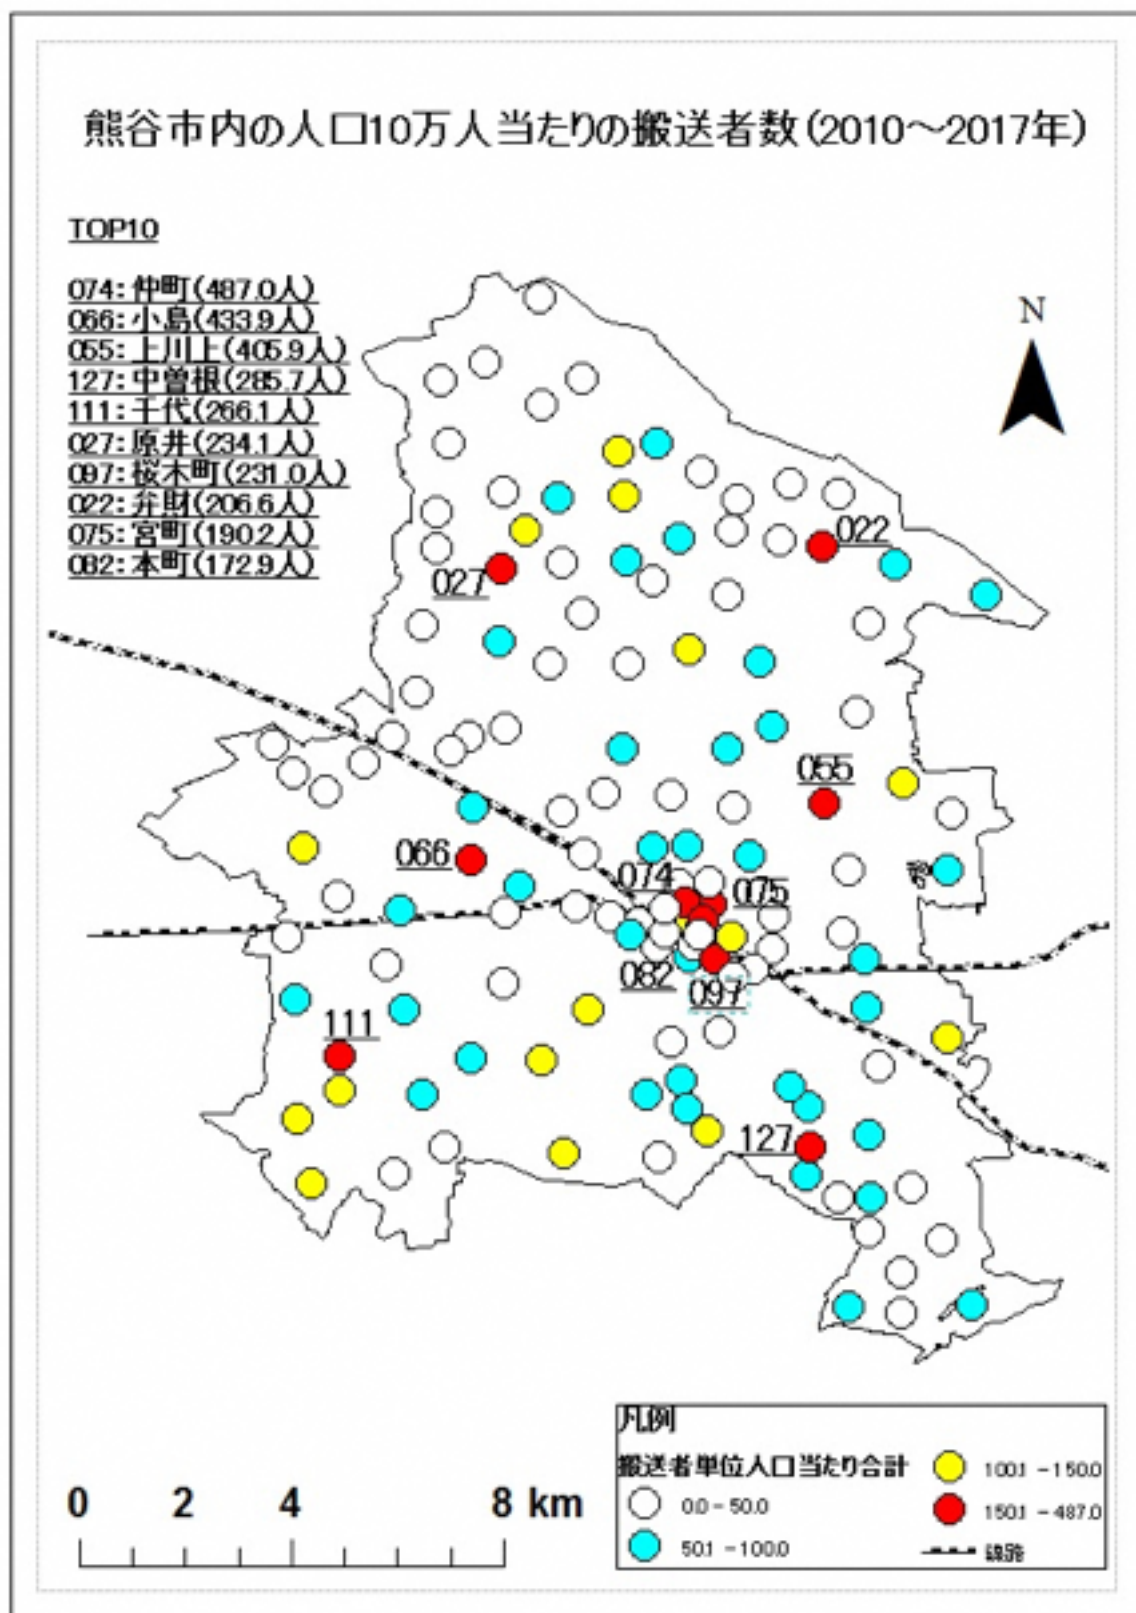 熊谷市内の人口10万人当たりの搬送者数(2010～2017年)
TOP10
074:仲町(487.0人)
066:小島(433.9人)
055:上川上(405.9人)
127:中曽根(285.7人)
111:千代(266.1人)
027:原井(234.1人)
097:桜木町(231.0人)
022:弁財(206.6人)
075:宮町(190.2人)
082:本町(172.9人)
N
022
027
055
066
074
075
082
097
111
127
凡例
搬送者単位人口当たり合計
0.0 - 50.0
50.1 - 100.0
100.1 - 150.0
150.1 - 487.0
線路
0 2 4 8 km